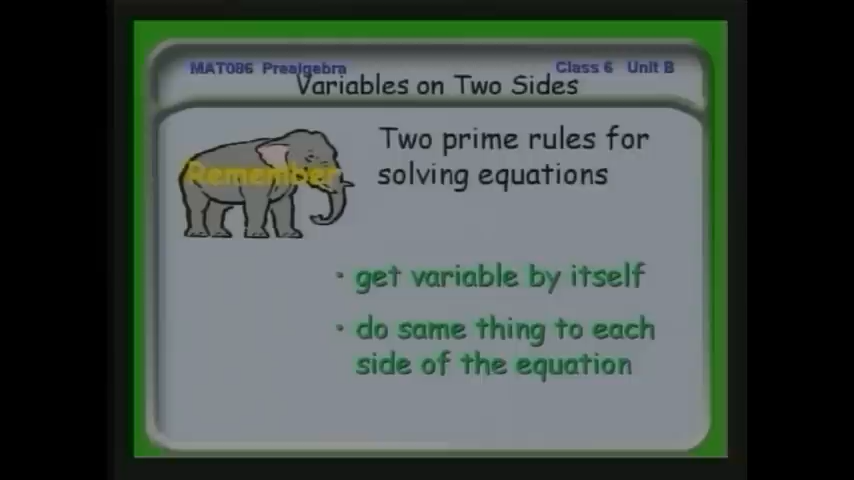 MAT086 Prealgebra Class 6 Unit B
Variables on Two Sides
Two prime rules for
solving equations
Remember
• get variable by itself
• do same thing to each
side of the equation